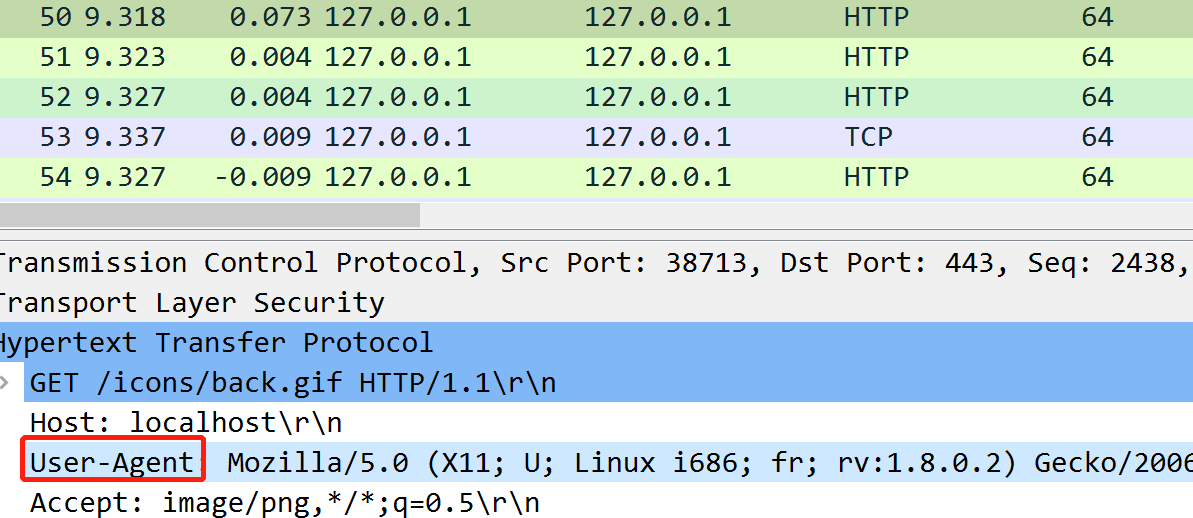 50 9.318 0.073 127.0.0.1 127.0.0.1 HTTP 64
51 9.323 0.004 127.0.0.1 127.0.0.1 HTTP 64
52 9.327 0.004 127.0.0.1 127.0.0.1 HTTP 64
53 9.337 0.009 127.0.0.1 127.0.0.1 TCP 64
54 9.327 -0.009 127.0.0.1 127.0.0.1 HTTP 64
Transmission Control Protocol, Src Port: 38713, Dst Port: 443, Seq: 2438,
Transport Layer Security
Hypertext Transfer Protocol
GET /icons/back.gif HTTP/1.1\r\n
Host: localhost\r\n
User-Agent: Mozilla/5.0 (X11; U; Linux i686; fr; rv:1.8.0.2) Gecko/2006
Accept: image/png,*/*;q=0.5\r\n